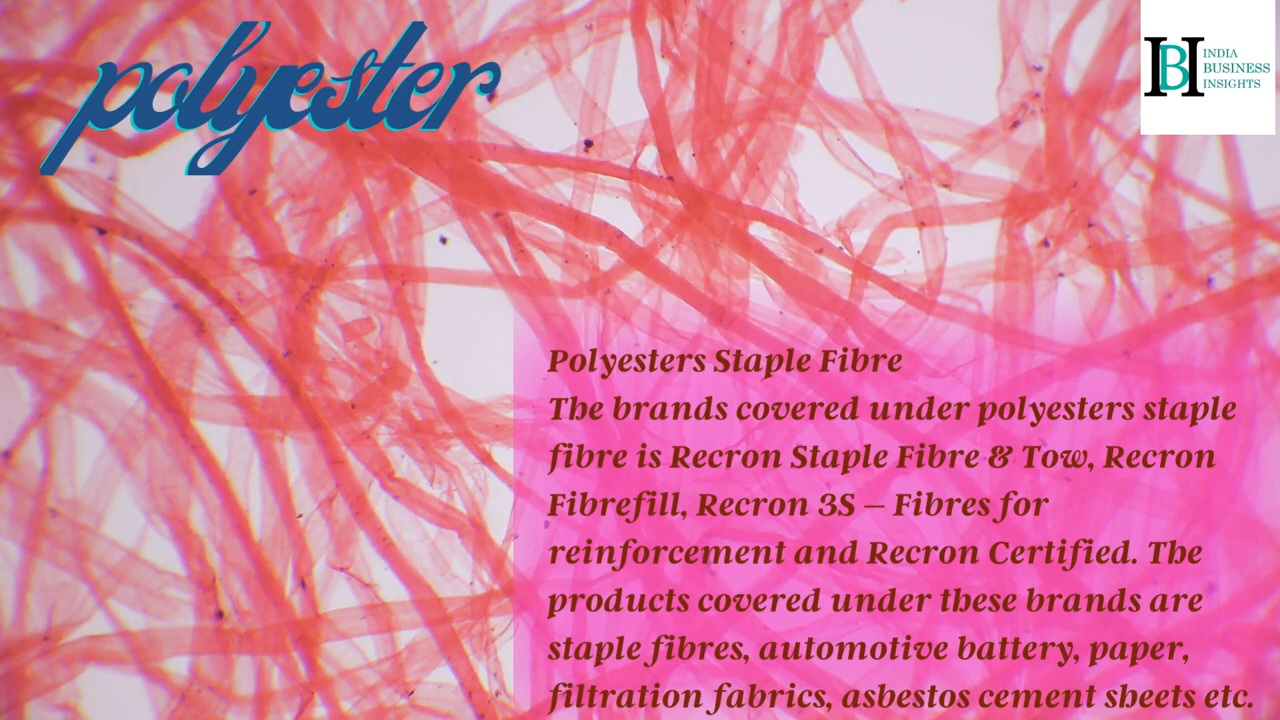 polyester
HBI
INDIA
BUSINESS
INSIGHTS
Polyesters Staple Fibre
The brands covered under polyesters staple
fibre is Recron Staple Fibre & Tow, Recron
Fibrefill, Recron 3S – Fibres for
reinforcement and Recron Certified. The
products covered under these brands are
staple fibres, automotive battery, paper,
filtration fabrics, asbestos cement sheets etc.